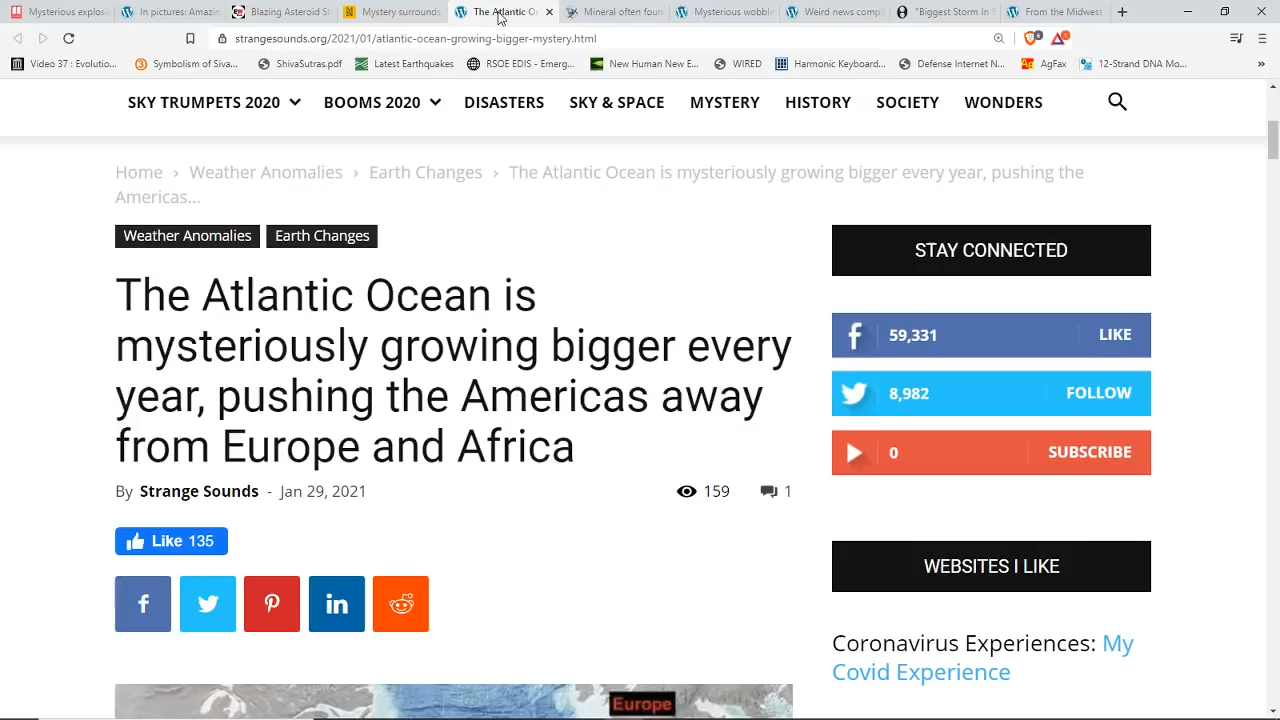 Mysterious explos
In pictures: Amazin
Blazing Asteroid St
Mystery surrounds
The Atlantic Oc
Mineral often foun
Mysterious wobbl
Weird news compil
"Biggest Storm In S
From the Midwest
strangesounds.org/2021/01/atlantic-ocean-growing-bigger-mystery.html
Video 37 : Evolutio...
Symbolism of Siva...
ShivaSutras.pdf
Latest Earthquakes
RSOE EDIS - Emerg...
New Human New E...
WIRED
Harmonic Keyboard...
Defense Internet N...
AgFax
12-Strand DNA Mo...
SKY TRUMPETS 2020
BOOMS 2020
DISASTERS
SKY & SPACE
MYSTERY
HISTORY
SOCIETY
WONDERS
Home › Weather Anomalies › Earth Changes › The Atlantic Ocean is mysteriously growing bigger every year, pushing the
Americas...
Weather Anomalies
Earth Changes
The Atlantic Ocean is
mysteriously growing bigger every
year, pushing the Americas away
from Europe and Africa
By Strange Sounds - Jan 29, 2021
159
1
Like 135
Europe
STAY CONNECTED
59,331
LIKE
8,982
FOLLOW
0
SUBSCRIBE
WEBSITES I LIKE
Coronavirus Experiences: My
Covid Experience